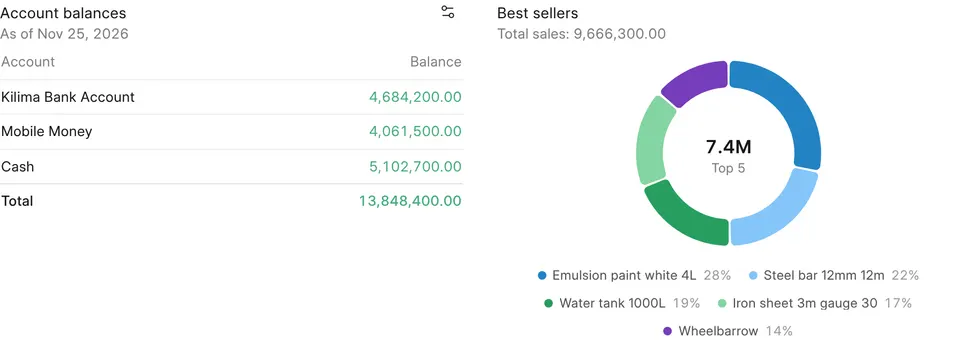 Account balances
As of Nov 25, 2026
Account Balance
Kilima Bank Account 4,684,200.00
Mobile Money 4,061,500.00
Cash 5,102,700.00
Total 13,848,400.00
Best sellers
Total sales: 9,666,300.00
7.4M
Top 5
Emulsion paint white 4L 28% Steel bar 12mm 12m 22%
Water tank 1000L 19% Iron sheet 3m gauge 30 17%
Wheelbarrow 14%